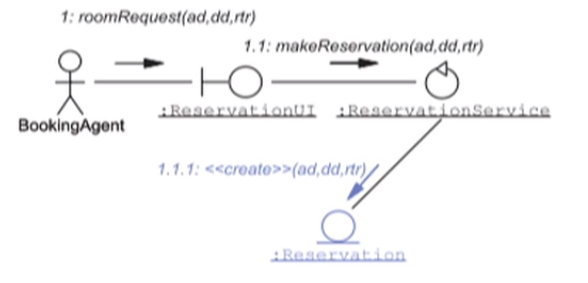 1: roomRequest(ad,dd,rtr)
1.1: makeReservation(ad,dd,rtr)
BookingAgent
:ReservationUI
:ReservationService
1.1.1: <<create>>(ad,dd,rtr)
:Reservation